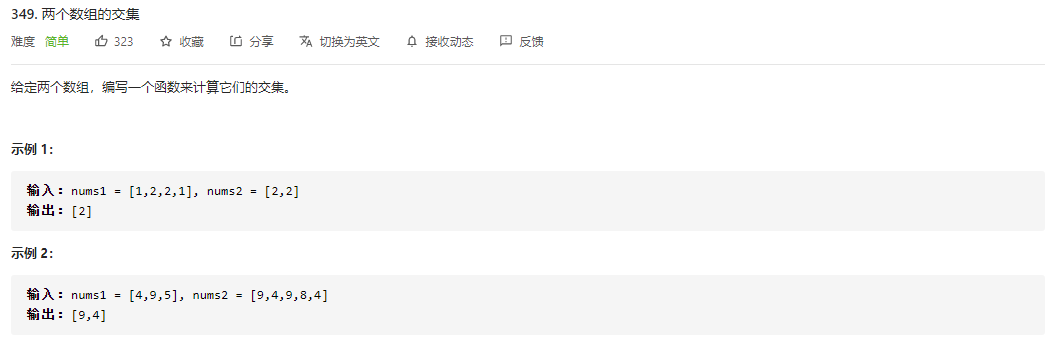 349. 两个数组的交集
难度 简单 323 收藏 分享 切换为英文 接收动态 反馈
给定两个数组，编写一个函数来计算它们的交集。
示例 1：
输入：nums1 = [1,2,2,1], nums2 = [2,2]
输出：[2]
示例 2：
输入：nums1 = [4,9,5], nums2 = [9,4,9,8,4]
输出：[9,4]